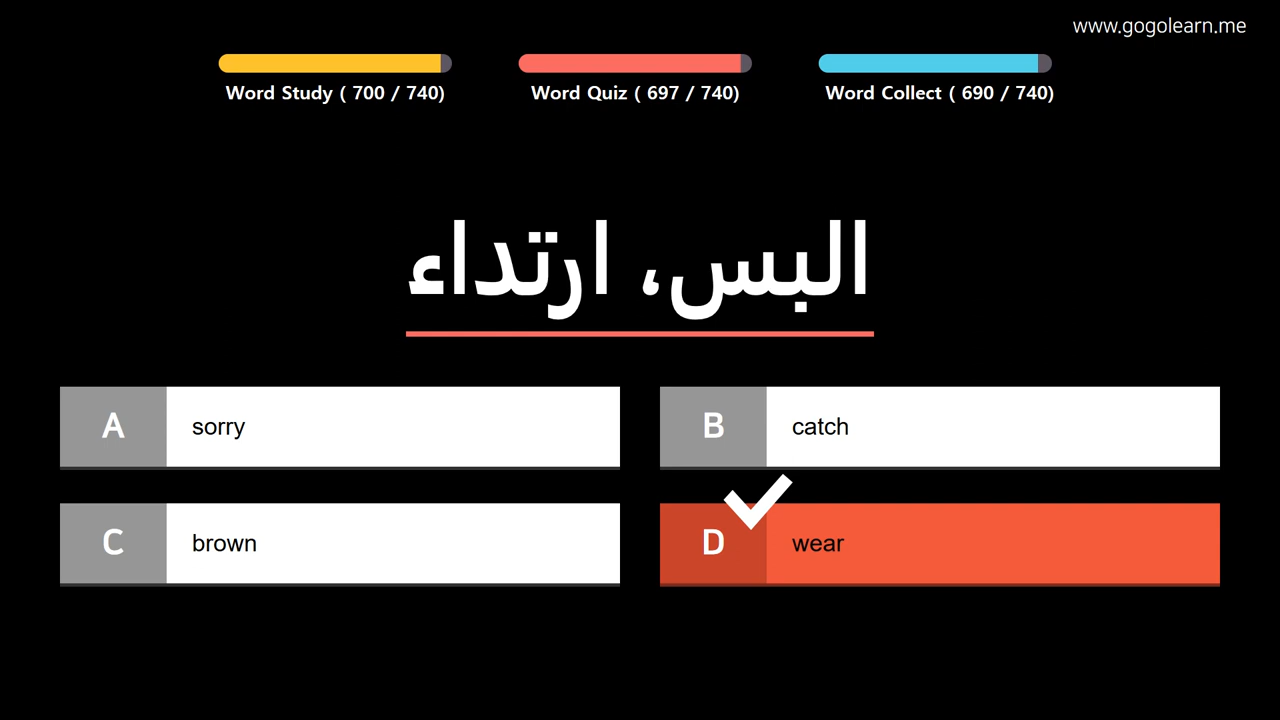 www.gogolearn.me
Word Study ( 700 / 740)
Word Quiz ( 697 / 740)
Word Collect ( 690 / 740)
البس، ارتداء
A sorry
B catch
C brown
D wear